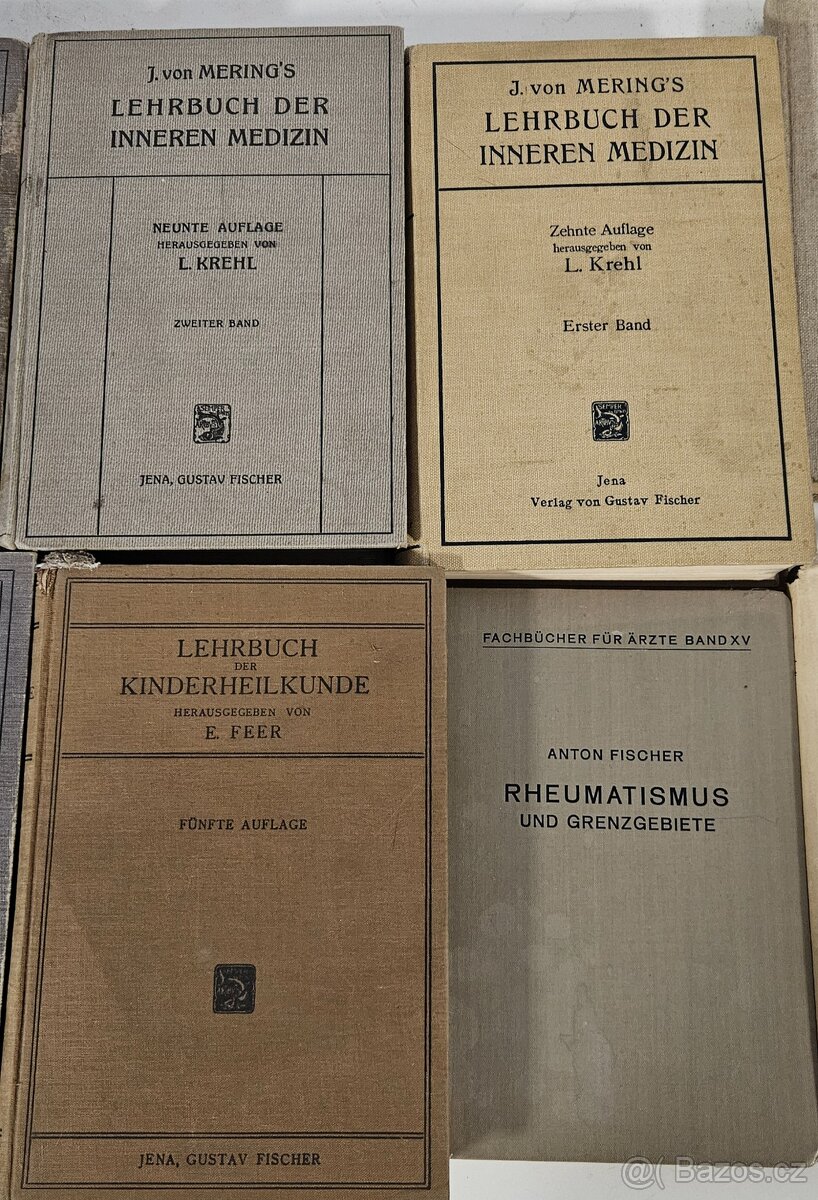 J. von MERING'S
LEHRBUCH DER
INNEREN MEDIZIN
NEUNTE AUFLAGE
HERAUSGEGEBEN VON
L. KREHL
ZWEITER BAND
SEMPER
JENA, GUSTAV FISCHER
J. von MERING'S
LEHRBUCH DER
INNEREN MEDIZIN
Zehnte Auflage
herausgegeben von
L. Krehl
Erster Band
SEMPER
Jena
Verlag von Gustav Fischer
LEHRBUCH
DER
KINDERHEILKUNDE
HERAUSGEGEBEN VON
E. FEER
FÜNFTE AUFLAGE
JENA, GUSTAV FISCHER
FACHBÜCHER FÜR ÄRZTE BAND XV
ANTON FISCHER
RHEUMATISMUS
UND GRENZGEBIETE
@( Bazos.cz